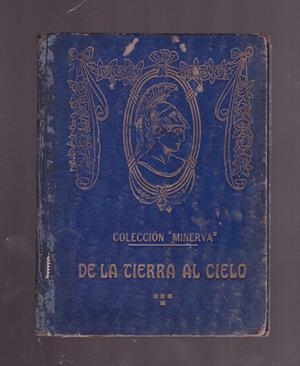 COLECCIÓN "MINERVA"
DE LA TIERRA AL CIELO